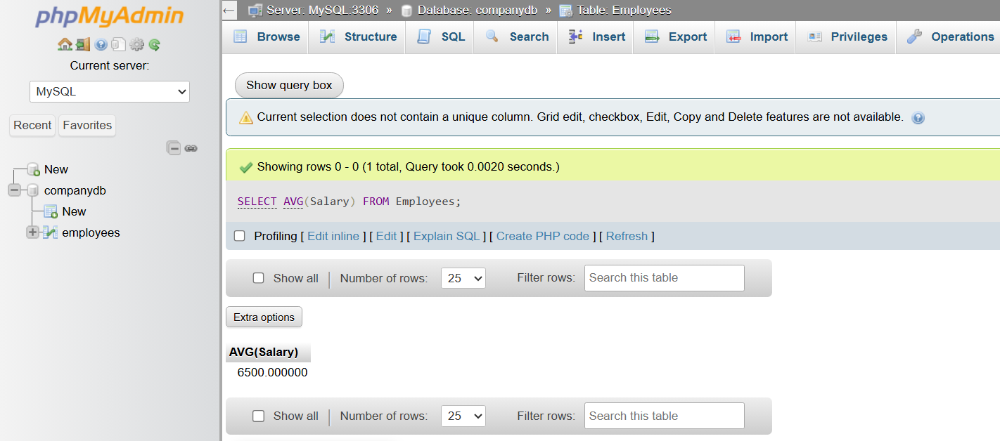 phpMyAdmin
Current server:
MySQL
Recent Favorites
New
companydb
New
employees
← Server: MySQL:3306 » Database: companydb » Table: Employees
Browse Structure SQL Search Insert Export Import Privileges Operations
Show query box
Current selection does not contain a unique column. Grid edit, checkbox, Edit, Copy and Delete features are not available.
Showing rows 0 - 0 (1 total, Query took 0.0020 seconds.)
SELECT AVG(Salary) FROM Employees;
Profiling [ Edit inline ] [ Edit ] [ Explain SQL ] [ Create PHP code ] [ Refresh ]
Show all | Number of rows: 25 Filter rows: Search this table
Extra options
AVG(Salary)
6500.000000
Show all | Number of rows: 25 Filter rows: Search this table